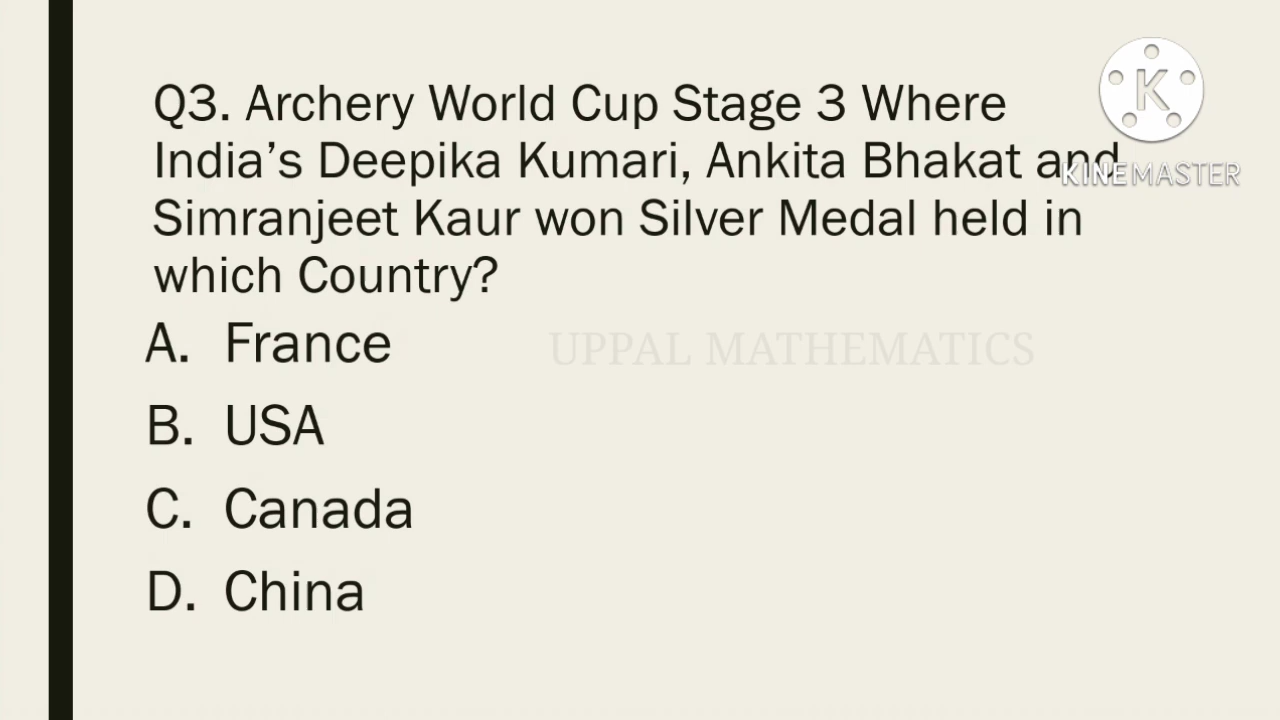 Q3. Archery World Cup Stage 3 Where
India’s Deepika Kumari, Ankita Bhakat and
Simranjeet Kaur won Silver Medal held in
which Country?
A. France
B. USA
C. Canada
D. China
UPPAL MATHEMATICS
K
KINEMASTER